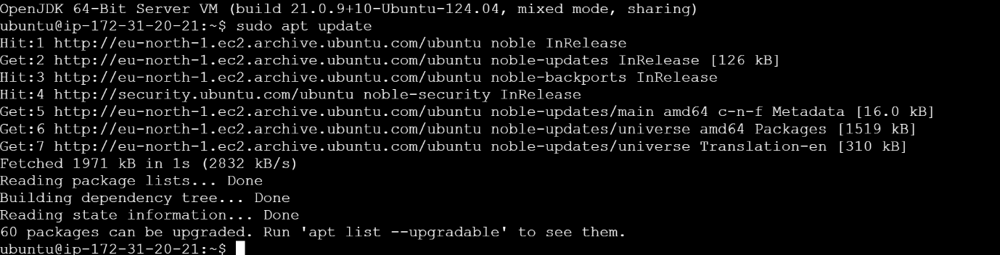 OpenJDK 64-Bit Server VM (build 21.0.9+10-Ubuntu-124.04, mixed mode, sharing)
ubuntu@ip-172-31-20-21:~$ sudo apt update
Hit:1 http://eu-north-1.ec2.archive.ubuntu.com/ubuntu noble InRelease
Get:2 http://eu-north-1.ec2.archive.ubuntu.com/ubuntu noble-updates InRelease [126 kB]
Hit:3 http://eu-north-1.ec2.archive.ubuntu.com/ubuntu noble-backports InRelease
Hit:4 http://security.ubuntu.com/ubuntu noble-security InRelease
Get:5 http://eu-north-1.ec2.archive.ubuntu.com/ubuntu noble-updates/main amd64 c-n-f Metadata [16.0 kB]
Get:6 http://eu-north-1.ec2.archive.ubuntu.com/ubuntu noble-updates/universe amd64 Packages [1519 kB]
Get:7 http://eu-north-1.ec2.archive.ubuntu.com/ubuntu noble-updates/universe Translation-en [310 kB]
Fetched 1971 kB in 1s (2832 kB/s)
Reading package lists... Done
Building dependency tree... Done
Reading state information... Done
60 packages can be upgraded. Run 'apt list --upgradable' to see them.
ubuntu@ip-172-31-20-21:~$